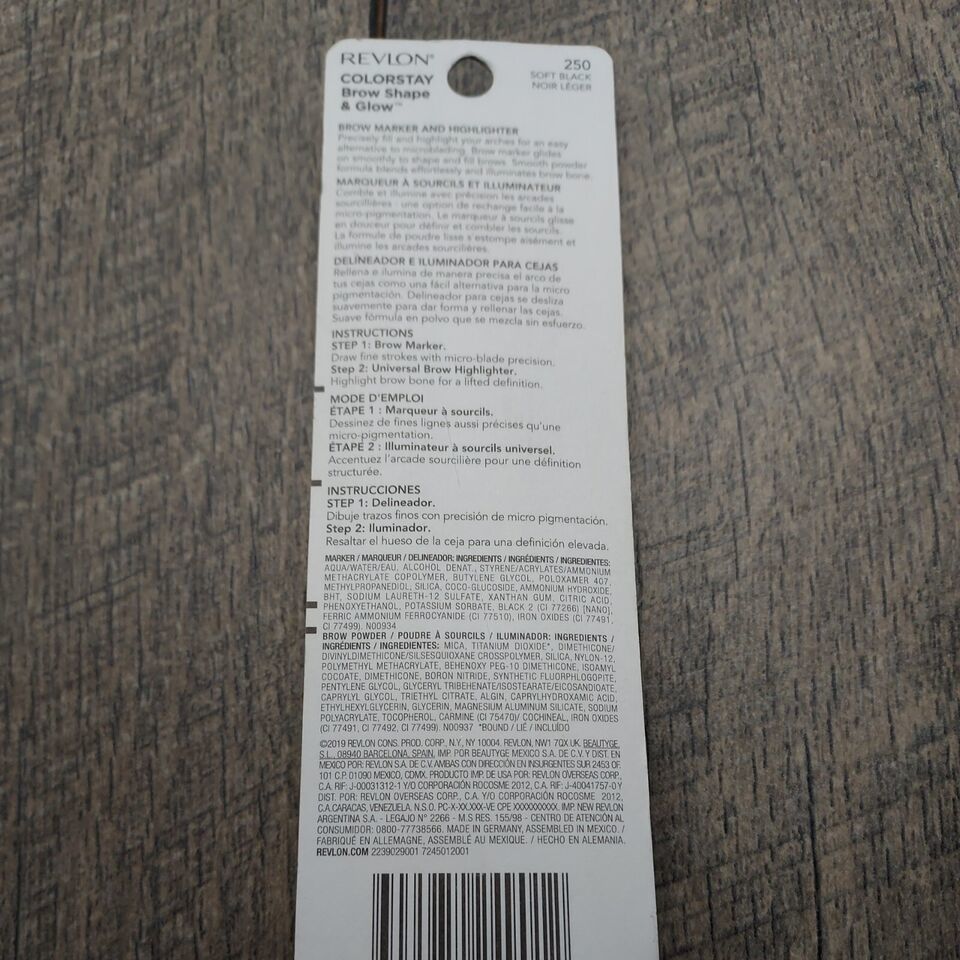 REVLON®
COLORSTAY
Brow Shape
& Glow™
250
SOFT BLACK
NOIR LÉGER
BROW MARKER AND HIGHLIGHTER
Precisely fill and highlight your arches for an easy
alternative to microblading. Brow marker glides
on smoothly to shape and fill brows. Smooth powder
formula blends effortlessly and illuminates brow bone.
MARQUEUR À SOURCILS ET ILLUMINATEUR
Comble et illumine avec précision les arcades
sourcilières : une option de rechange facile à la
micro-pigmentation. Le marqueur à sourcils glisse
en douceur pour définir et combler les sourcils.
La formule de poudre lisse s'estompe aisément et
illumine les arcades sourcilières.
DELINEADOR E ILUMINADOR PARA CEJAS
Rellena e ilumina de manera precisa el arco de
tus cejas como una fácil alternativa para la micro
pigmentación. Delineador para cejas se desliza
suavemente para dar forma y rellenar las cejas.
Suave fórmula en polvo que se mezcla sin esfuerzo.
INSTRUCTIONS
STEP 1: Brow Marker.
Draw fine strokes with micro-blade precision.
Step 2: Universal Brow Highlighter.
Highlight brow bone for a lifted definition.
MODE D'EMPLOI
ÉTAPE 1 : Marqueur à sourcils.
Dessinez de fines lignes aussi précises qu'une
micro-pigmentation.
ÉTAPE 2 : Illuminateur à sourcils universel.
Accentuez l'arcade sourcilière pour une définition
structurée.
INSTRUCCIONES
STEP 1: Delineador.
Dibuje trazos finos con precisión de micro pigmentación.
Step 2: Iluminador.
Resaltar el hueso de la ceja para una definición elevada.
MARKER / MARQUEUR / DELINEADOR: INGREDIENTS / INGRÉDIENTS / INGREDIENTES:
AQUA/WATER/EAU, ALCOHOL DENAT., STYRENE/ACRYLATES/AMMONIUM
METHACRYLATE COPOLYMER, BUTYLENE GLYCOL, POLOXAMER 407,
METHYLPROPANEDIOL, SILICA, COCO-GLUCOSIDE, AMMONIUM HYDROXIDE,
BHT, SODIUM LAURETH-12 SULFATE, XANTHAN GUM, CITRIC ACID,
PHENOXYETHANOL, POTASSIUM SORBATE, BLACK 2 (CI 77266) [NANO],
FERRIC AMMONIUM FERROCYANIDE (CI 77510), IRON OXIDES (CI 77491,
CI 77499). N00934
BROW POWDER / POUDRE À SOURCILS / ILUMINADOR: INGREDIENTS /
INGRÉDIENTS / INGREDIENTES: MICA, TITANIUM DIOXIDE*, DIMETHICONE/
DIVINYLDIMETHICONE/SILSESQUIOXANE CROSSPOLYMER, SILICA, NYLON-12,
POLYMETHYL METHACRYLATE, BEHENOXY PEG-10 DIMETHICONE, ISOAMYL
COCOATE, DIMETHICONE, BORON NITRIDE, SYNTHETIC FLUORPHLOGOPITE,
PENTYLENE GLYCOL, GLYCERYL TRIBEHENATE/ISOSTEARATE/EICOSANDIOATE,
CAPRYLYL GLYCOL, TRIETHYL CITRATE, ALGIN, CAPRYLHYDROXAMIC ACID,
ETHYLHEXYLGLYCERIN, GLYCERIN, MAGNESIUM ALUMINUM SILICATE, SODIUM
POLYACRYLATE, TOCOPHEROL, CARMINE (CI 75470)/ COCHINEAL, IRON OXIDES
(CI 77491, CI 77492, CI 77499). N00937 *BOUND / LIÉ / INCLUÍDO
©2019 REVLON CONS. PROD. CORP., N.Y., NY 10004. REVLON, NW1 7QX UK. BEAUTYGE,
S.L., 08940 BARCELONA, SPAIN. IMP. POR BEAUTYGE MEXICO S.A. DE C.V. Y DIST. EN
MEXICO POR: REVLON S.A. DE C.V. AMBAS CON DIRECCIÓN EN INSURGENTES SUR 2453 OF.
101 C.P. 01090 MEXICO, CDMX. PRODUCTO IMP. DE USA POR: REVLON OVERSEAS CORP.,
C.A. RIF: J-00031312-1 Y/O CORPORACIÓN ROCOSME 2012, C.A. RIF: J-40041757-0 Y
DIST. POR: REVLON OVERSEAS CORP., C.A. Y/O CORPORACIÓN ROCOSME 2012,
C.A. CARACAS, VENEZUELA. N.S.O. PC-X-XX.XXX-VE CPE XXXXXXXXXX. IMP. NEW REVLON
ARGENTINA S.A. - LEGAJO N° 2266 - M.S RES. 155/98 - CENTRO DE ATENCIÓN AL
CONSUMIDOR: 0800-77738566. MADE IN GERMANY, ASSEMBLED IN MEXICO. /
FABRIQUÉ EN ALLEMAGNE, ASSEMBLÉ AU MEXIQUE. / HECHO EN ALEMANIA.
REVLON.COM 2239029001 7245012001